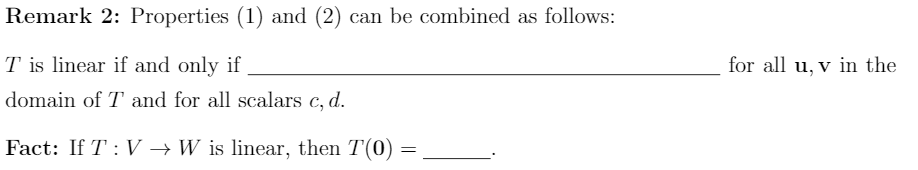 Remark 2: Properties (1) and (2) can be combined as follows:
T is linear if and only if ______________________________ for all u, v in the
domain of T and for all scalars c, d.
Fact: If T : V → W is linear, then T(0) = ______.